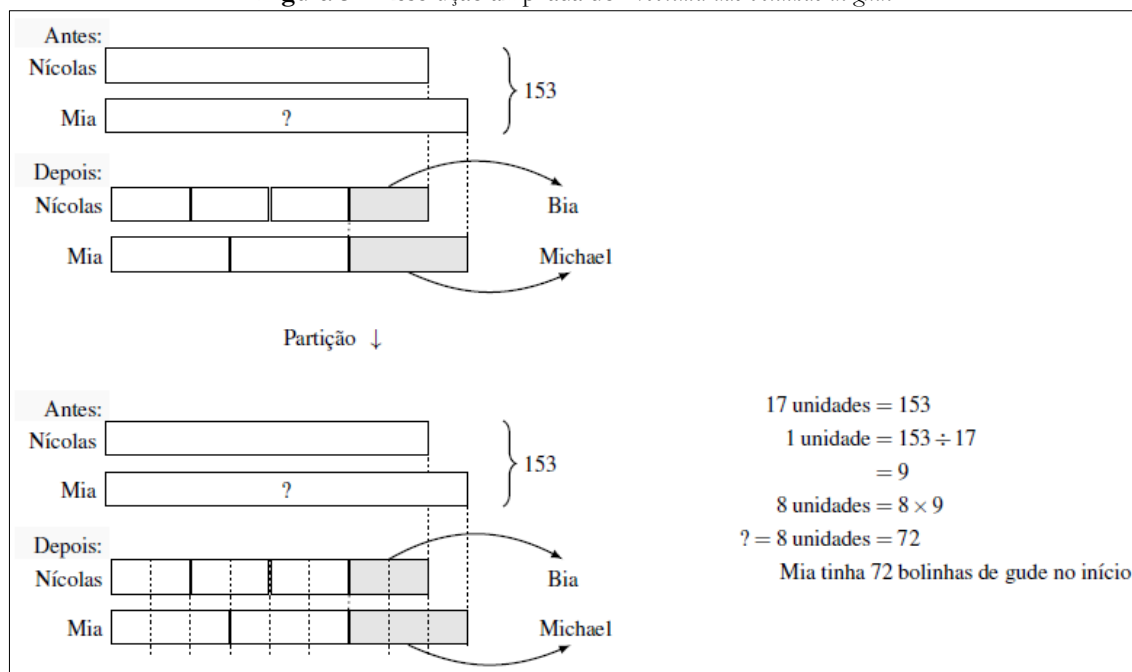 Antes:
Nícolas
153
Mia
?
Depois:
Nícolas
Bia
Mia
Michael
Partição ↓
Antes:
Nícolas
153
Mia
?
Depois:
Nícolas
Bia
Mia
Michael
17 unidades = 153
1 unidade = 153 ÷ 17
= 9
8 unidades = 8 × 9
? = 8 unidades = 72
Mia tinha 72 bolinhas de gude no início